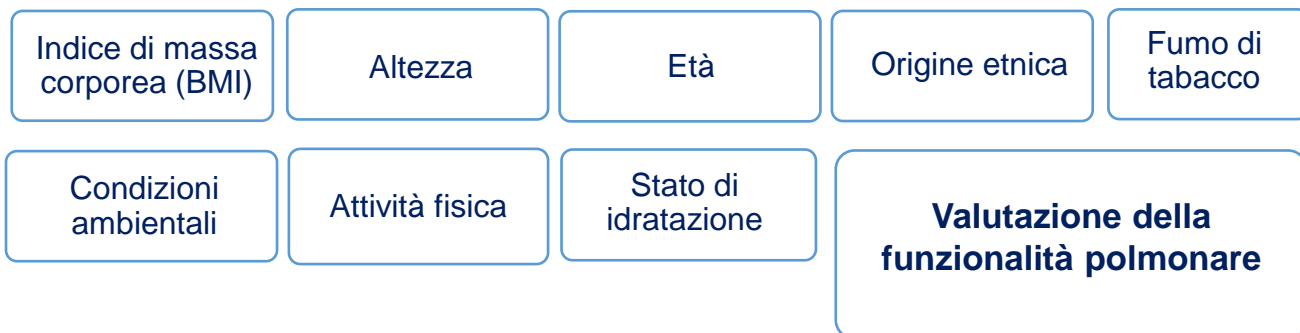 Indice di massa
corporea (BMI)
Altezza
Età
Origine etnica
Fumo di
tabacco
Condizioni
ambientali
Attività fisica
Stato di
idratazione
Valutazione della
funzionalità polmonare